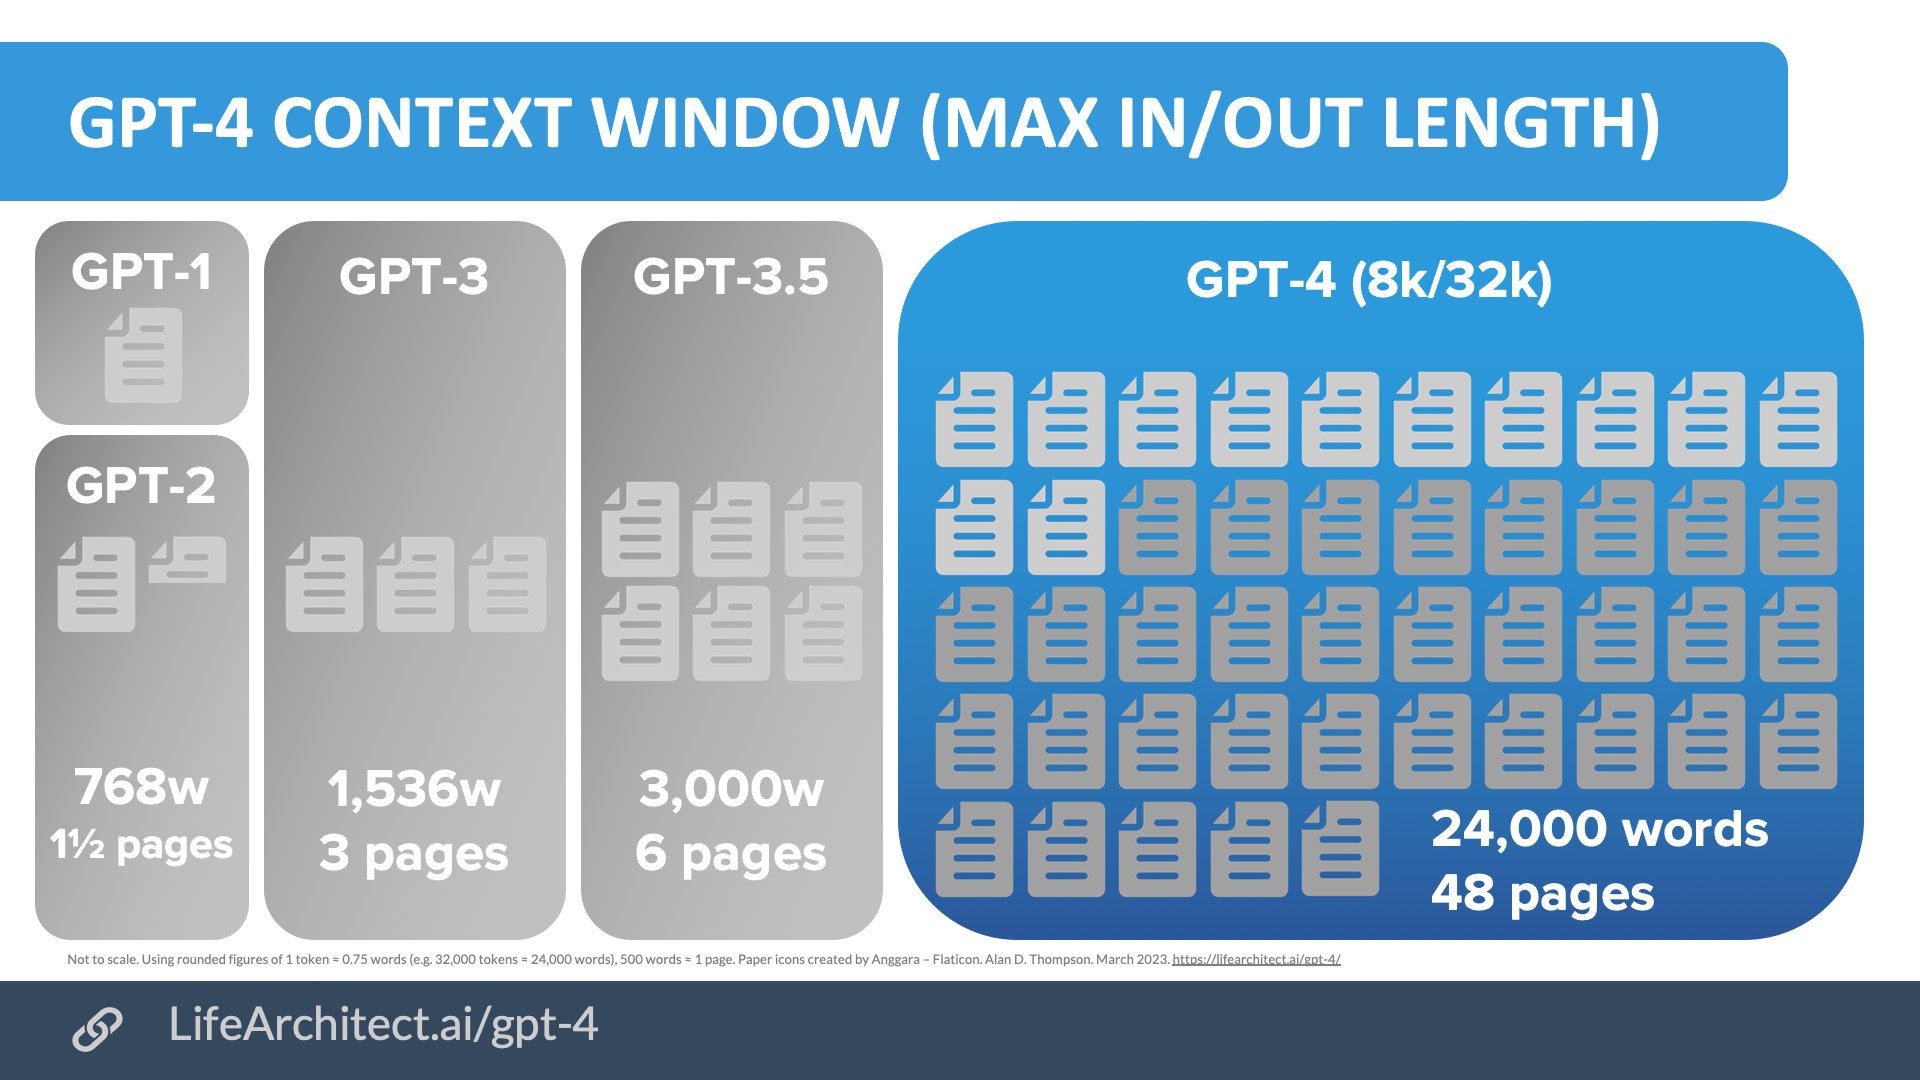 GPT-4 CONTEXT WINDOW (MAX IN/OUT LENGTH)
GPT-1
GPT-2
768w
1½ pages
GPT-3
1,536w
3 pages
GPT-3.5
3,000w
6 pages
GPT-4 (8k/32k)
24,000 words
48 pages
Not to scale. Using rounded figures of 1 token ≈ 0.75 words (e.g. 32,000 tokens ≈ 24,000 words), 500 words ≈ 1 page. Paper icons created by Anggara – Flaticon. Alan D. Thompson. March 2023. https://lifearchitect.ai/gpt-4/
LifeArchitect.ai/gpt-4